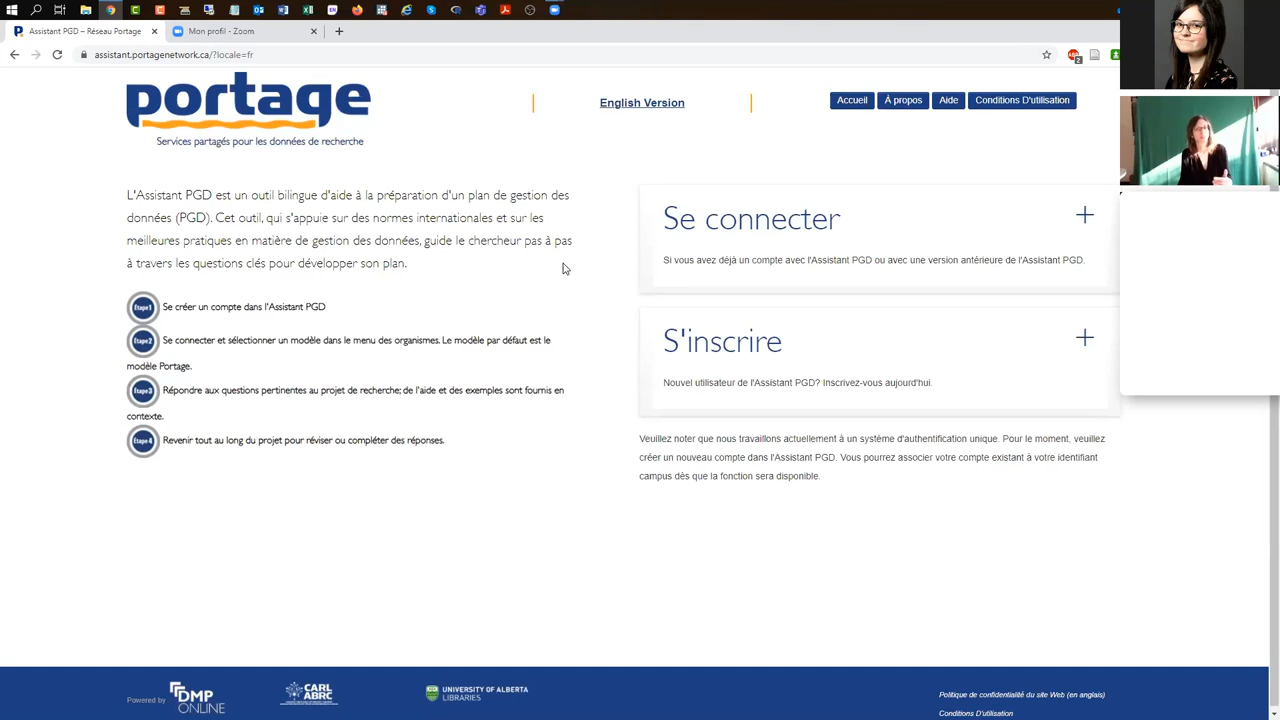 Assistant PGD – Réseau Portage
Mon profil - Zoom
assistant.portagenetwork.ca/?locale=fr
2
portage
Services partagés pour les données de recherche
English Version
Accueil
À propos
Aide
Conditions D'utilisation
L'Assistant PGD est un outil bilingue d'aide à la préparation d'un plan de gestion des
données (PGD). Cet outil, qui s'appuie sur des normes internationales et sur les
meilleures pratiques en matière de gestion des données, guide le chercheur pas à pas
à travers les questions clés pour développer son plan.
Étape1 Se créer un compte dans l'Assistant PGD
Étape2 Se connecter et sélectionner un modèle dans le menu des organismes. Le modèle par défaut est le
modèle Portage.
Étape3 Répondre aux questions pertinentes au projet de recherche; de l'aide et des exemples sont fournis en
contexte.
Étape4 Revenir tout au long du projet pour réviser ou compléter des réponses.
Se connecter
Si vous avez déjà un compte avec l'Assistant PGD ou avec une version antérieure de l'Assistant PGD.
S'inscrire
Nouvel utilisateur de l'Assistant PGD? Inscrivez-vous aujourd'hui.
Veuillez noter que nous travaillons actuellement à un système d'authentification unique. Pour le moment, veuillez
créer un nouveau compte dans l'Assistant PGD. Vous pourrez associer votre compte existant à votre identifiant
campus dès que la fonction sera disponible.
Powered by
DMP
ONLINE
CARL
ABRC
UNIVERSITY OF ALBERTA
LIBRARIES
Politique de confidentialité du site Web (en anglais)
Conditions D'utilisation